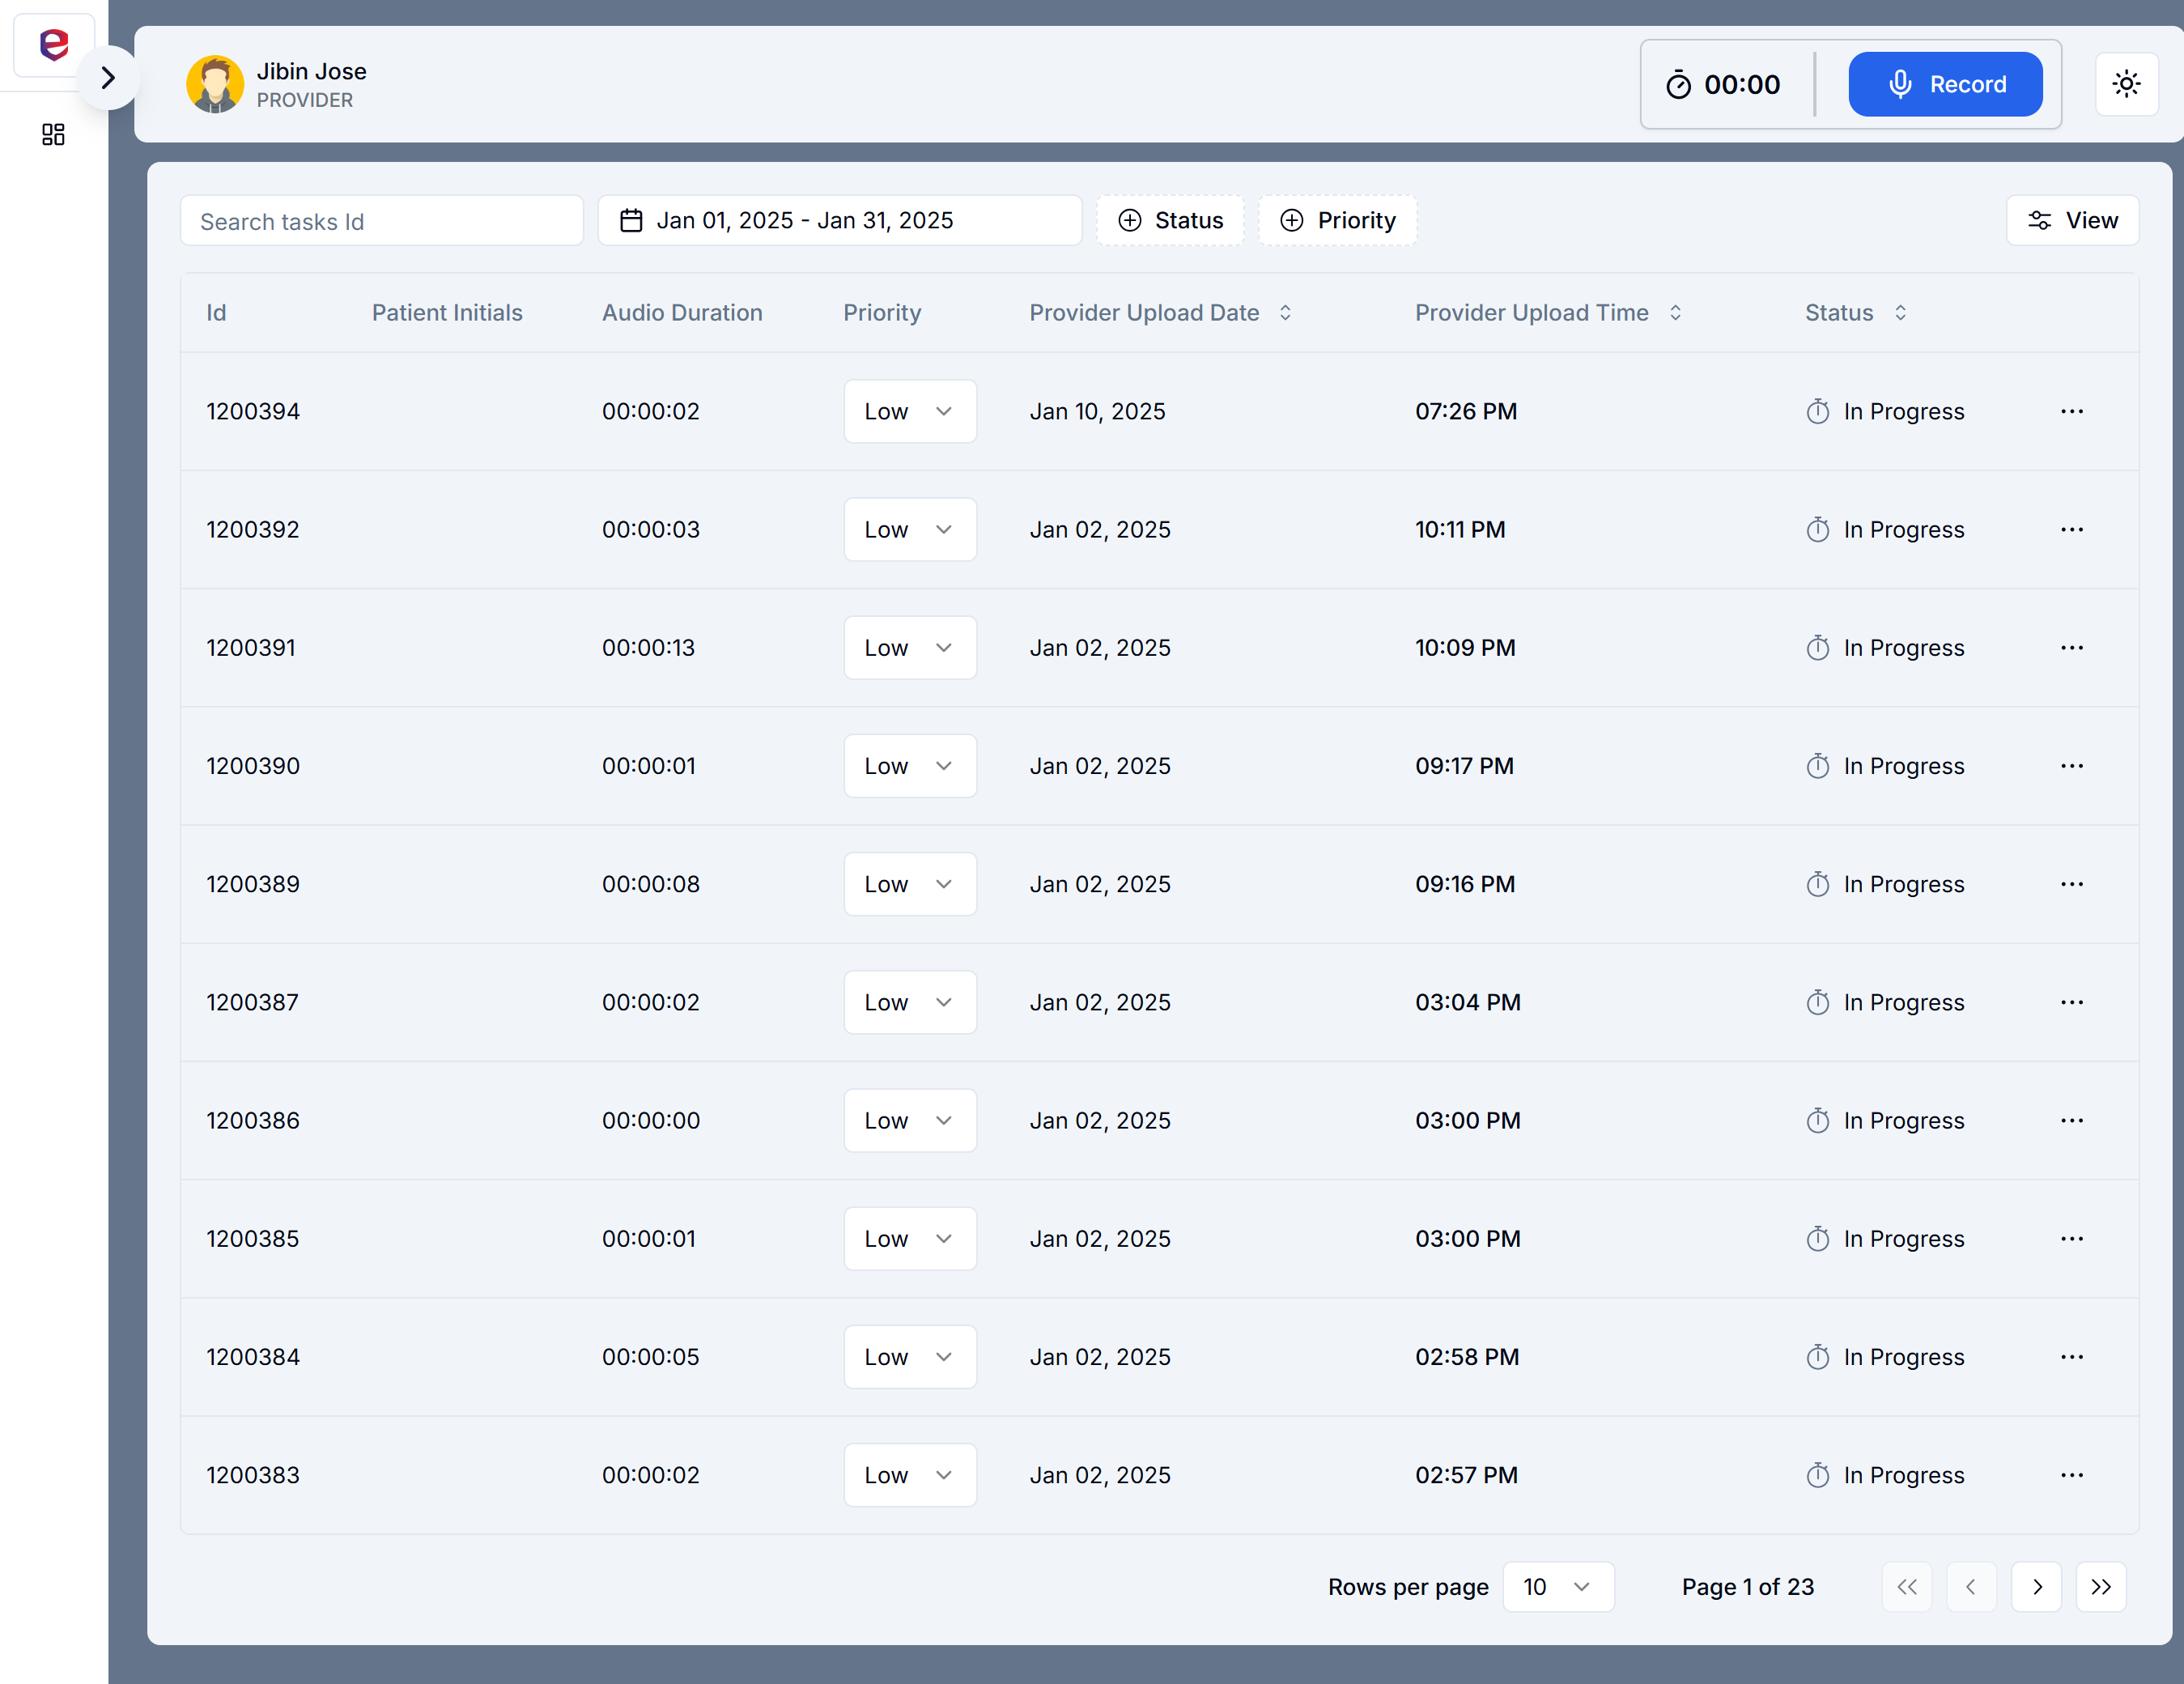 Jibin Jose
PROVIDER
00:00
Record
Search tasks Id
Jan 01, 2025 - Jan 31, 2025
Status
Priority
View
Id Patient Initials Audio Duration Priority Provider Upload Date Provider Upload Time Status
1200394 00:00:02 Low Jan 10, 2025 07:26 PM In Progress
1200392 00:00:03 Low Jan 02, 2025 10:11 PM In Progress
1200391 00:00:13 Low Jan 02, 2025 10:09 PM In Progress
1200390 00:00:01 Low Jan 02, 2025 09:17 PM In Progress
1200389 00:00:08 Low Jan 02, 2025 09:16 PM In Progress
1200387 00:00:02 Low Jan 02, 2025 03:04 PM In Progress
1200386 00:00:00 Low Jan 02, 2025 03:00 PM In Progress
1200385 00:00:01 Low Jan 02, 2025 03:00 PM In Progress
1200384 00:00:05 Low Jan 02, 2025 02:58 PM In Progress
1200383 00:00:02 Low Jan 02, 2025 02:57 PM In Progress
Rows per page 10 Page 1 of 23